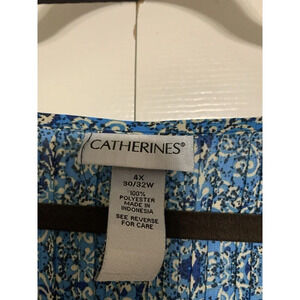 CATHERINES®
4X
30/32W
100%
POLYESTER
MADE IN
INDONESIA
SEE REVERSE
FOR CARE